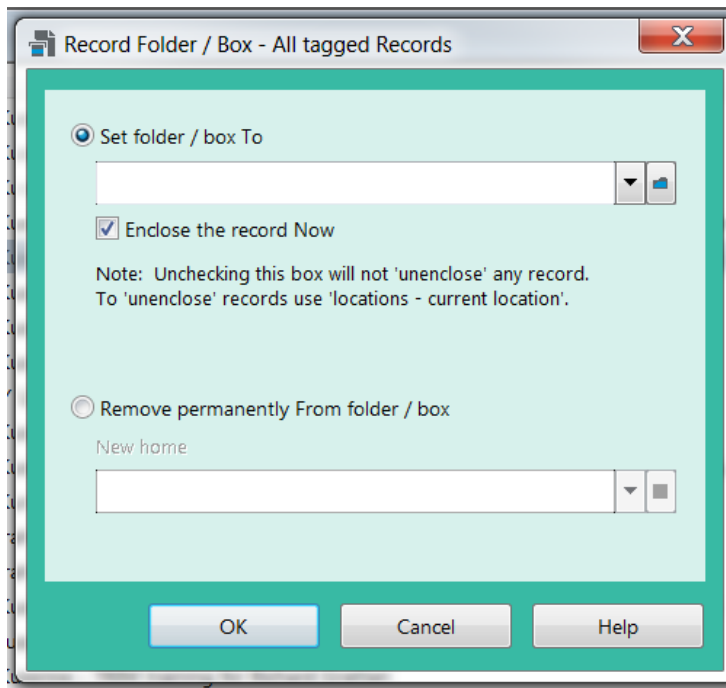 Record Folder / Box - All tagged Records
Set folder / box To
Enclose the record Now
Note: Unchecking this box will not 'unenclose' any record.
To 'unenclose' records use 'locations - current location'.
Remove permanently From folder / box
New home
OK
Cancel
Help